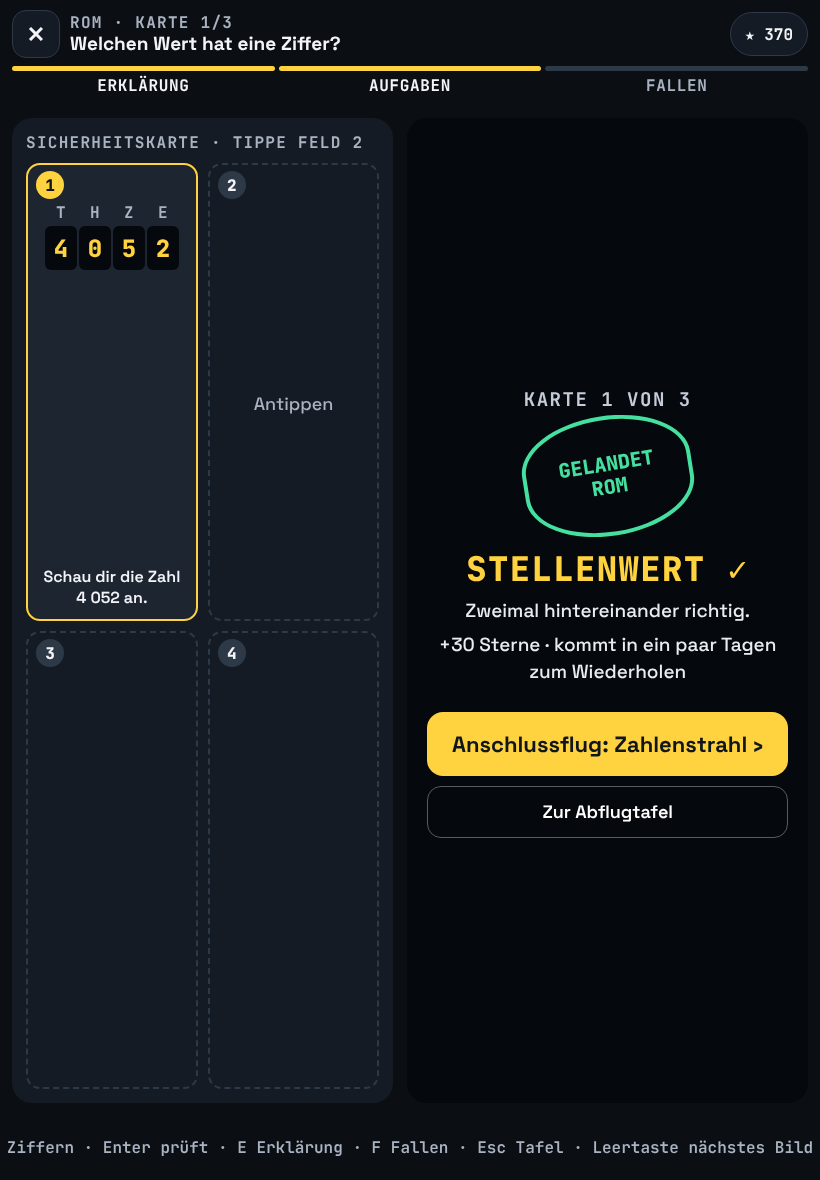 ✕
ROM · KARTE 1/3
Welchen Wert hat eine Ziffer?
★ 370
ERKLÄRUNG
AUFGABEN
FALLEN
SICHERHEITSKARTE · TIPPE FELD 2
1
T H Z E
4 0 5 2
Schau dir die Zahl
4 052 an.
2
Antippen
3
4
KARTE 1 VON 3
GELANDET
ROM
STELLENWERT ✓
Zweimal hintereinander richtig.
+30 Sterne · kommt in ein paar Tagen
zum Wiederholen
Anschlussflug: Zahlenstrahl ›
Zur Abflugtafel
Ziffern · Enter prüft · E Erklärung · F Fallen · Esc Tafel · Leertaste nächstes Bild